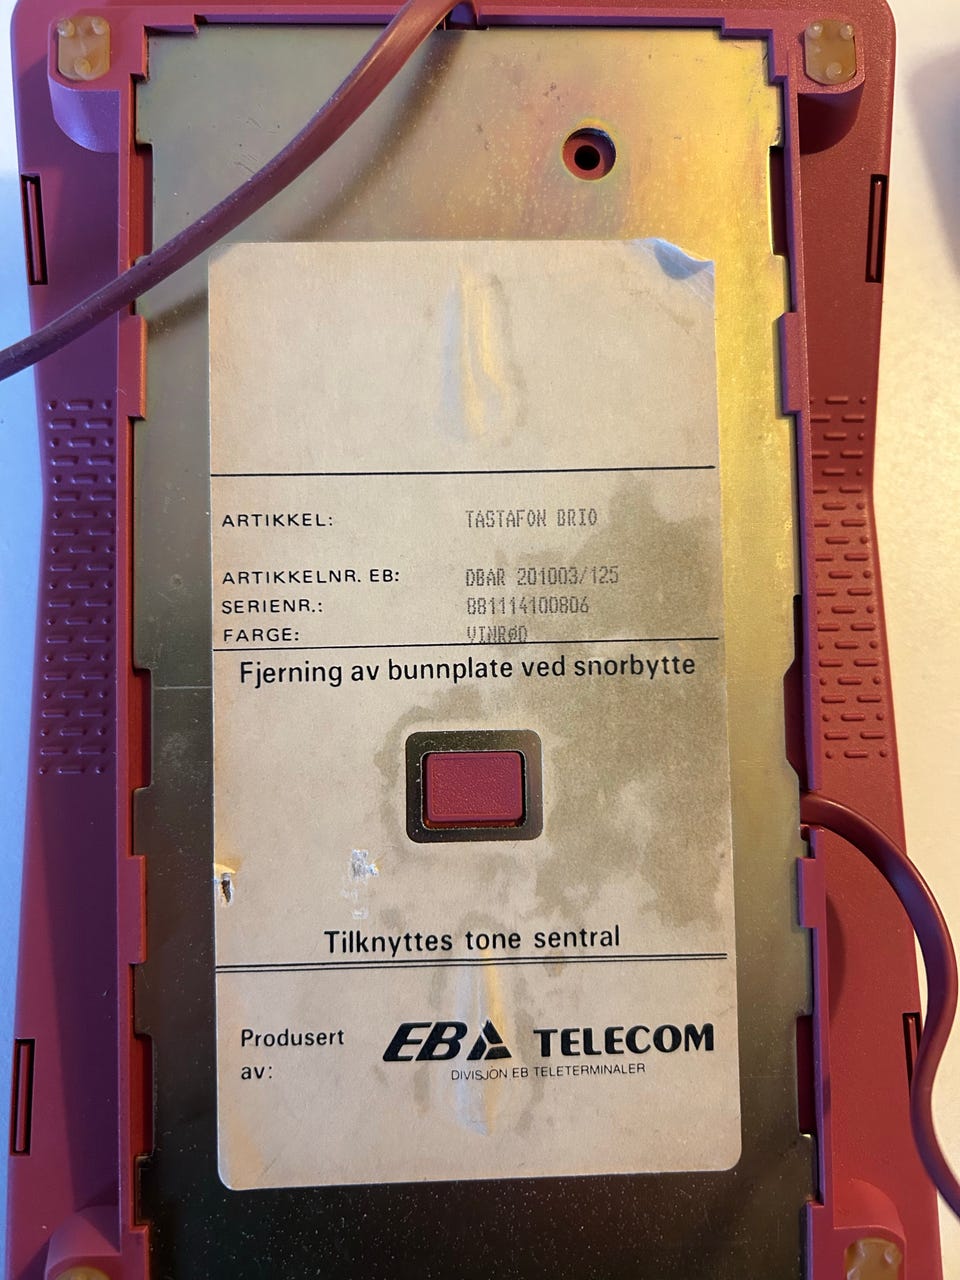 ARTIKKEL: TASTAFON BRIO
ARTIKKELNR. EB: DBAR 201003/125
SERIENR.: 881114100806
FARGE: VINRØD
Fjerning av bunnplate ved snorbytte
Tilknyttes tone sentral
Produsert av:
EB TELECOM
DIVISJON EB TELETERMINALER